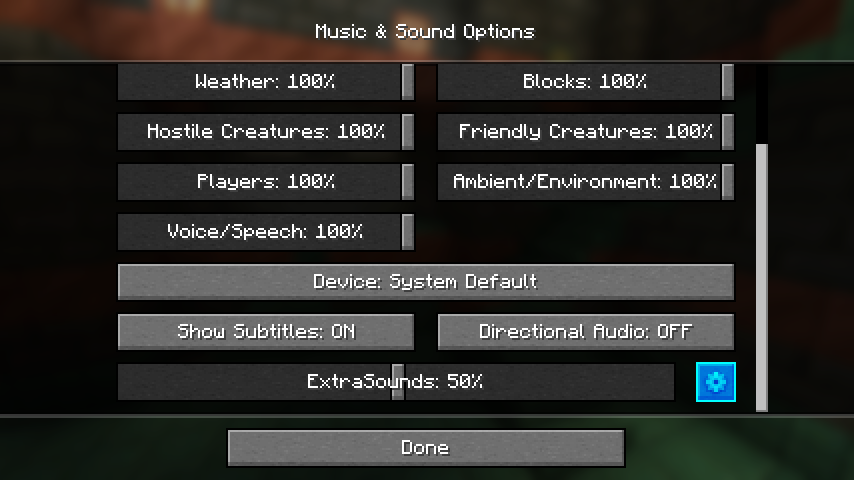 Music & Sound Options
Weather: 100%
Blocks: 100%
Hostile Creatures: 100%
Friendly Creatures: 100%
Players: 100%
Ambient/Environment: 100%
Voice/Speech: 100%
Device: System Default
Show Subtitles: ON
Directional Audio: OFF
ExtraSounds: 50%
Done